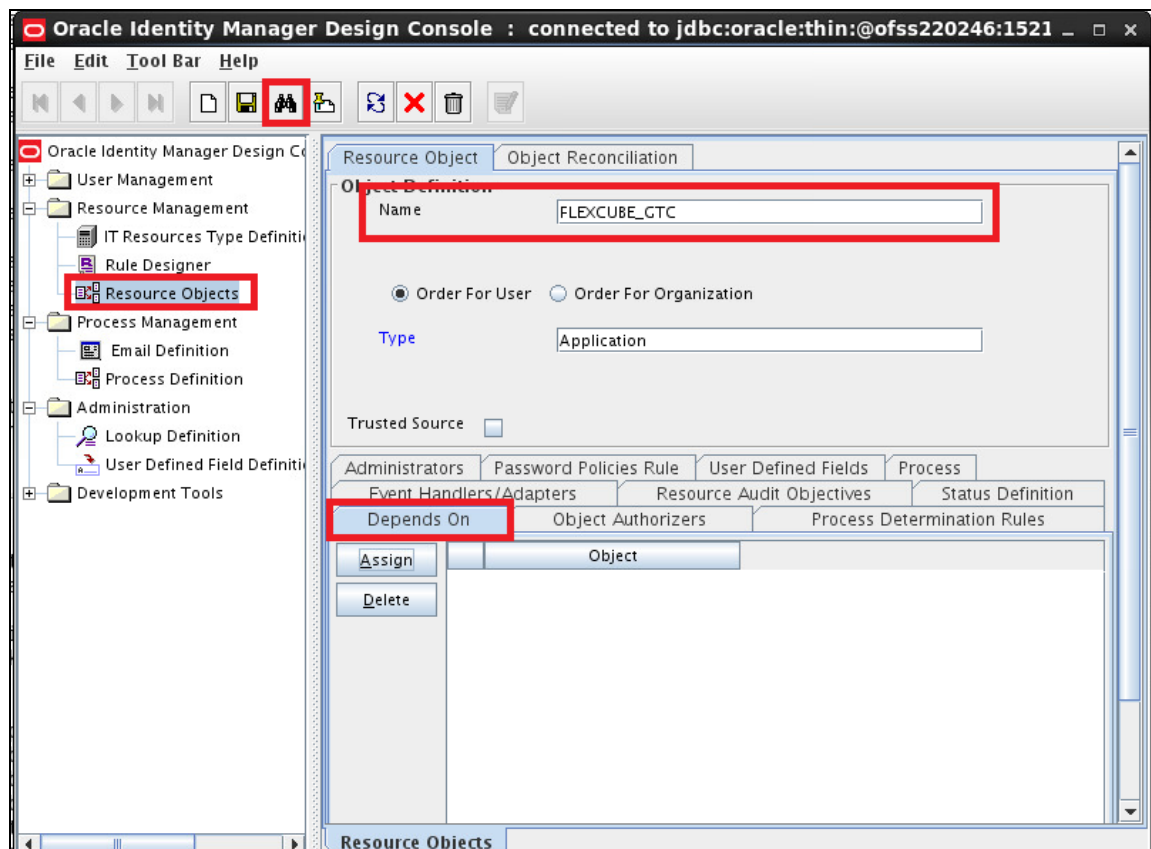 Oracle Identity Manager Design Console : connected to jdbc:oracle:thin:@ofss220246:1521
File Edit Tool Bar Help
Oracle Identity Manager Design Co
User Management
Resource Management
IT Resources Type Definiti
Rule Designer
Resource Objects
Process Management
Email Definition
Process Definition
Administration
Lookup Definition
User Defined Field Definiti
Development Tools
Resource Object Object Reconciliation
Object Definition
Name FLEXCUBE_GTC
Order For User Order For Organization
Type Application
Trusted Source
Administrators Password Policies Rule User Defined Fields Process
Event Handlers/Adapters Resource Audit Objectives Status Definition
Depends On Object Authorizers Process Determination Rules
Assign Object
Delete
Resource Objects